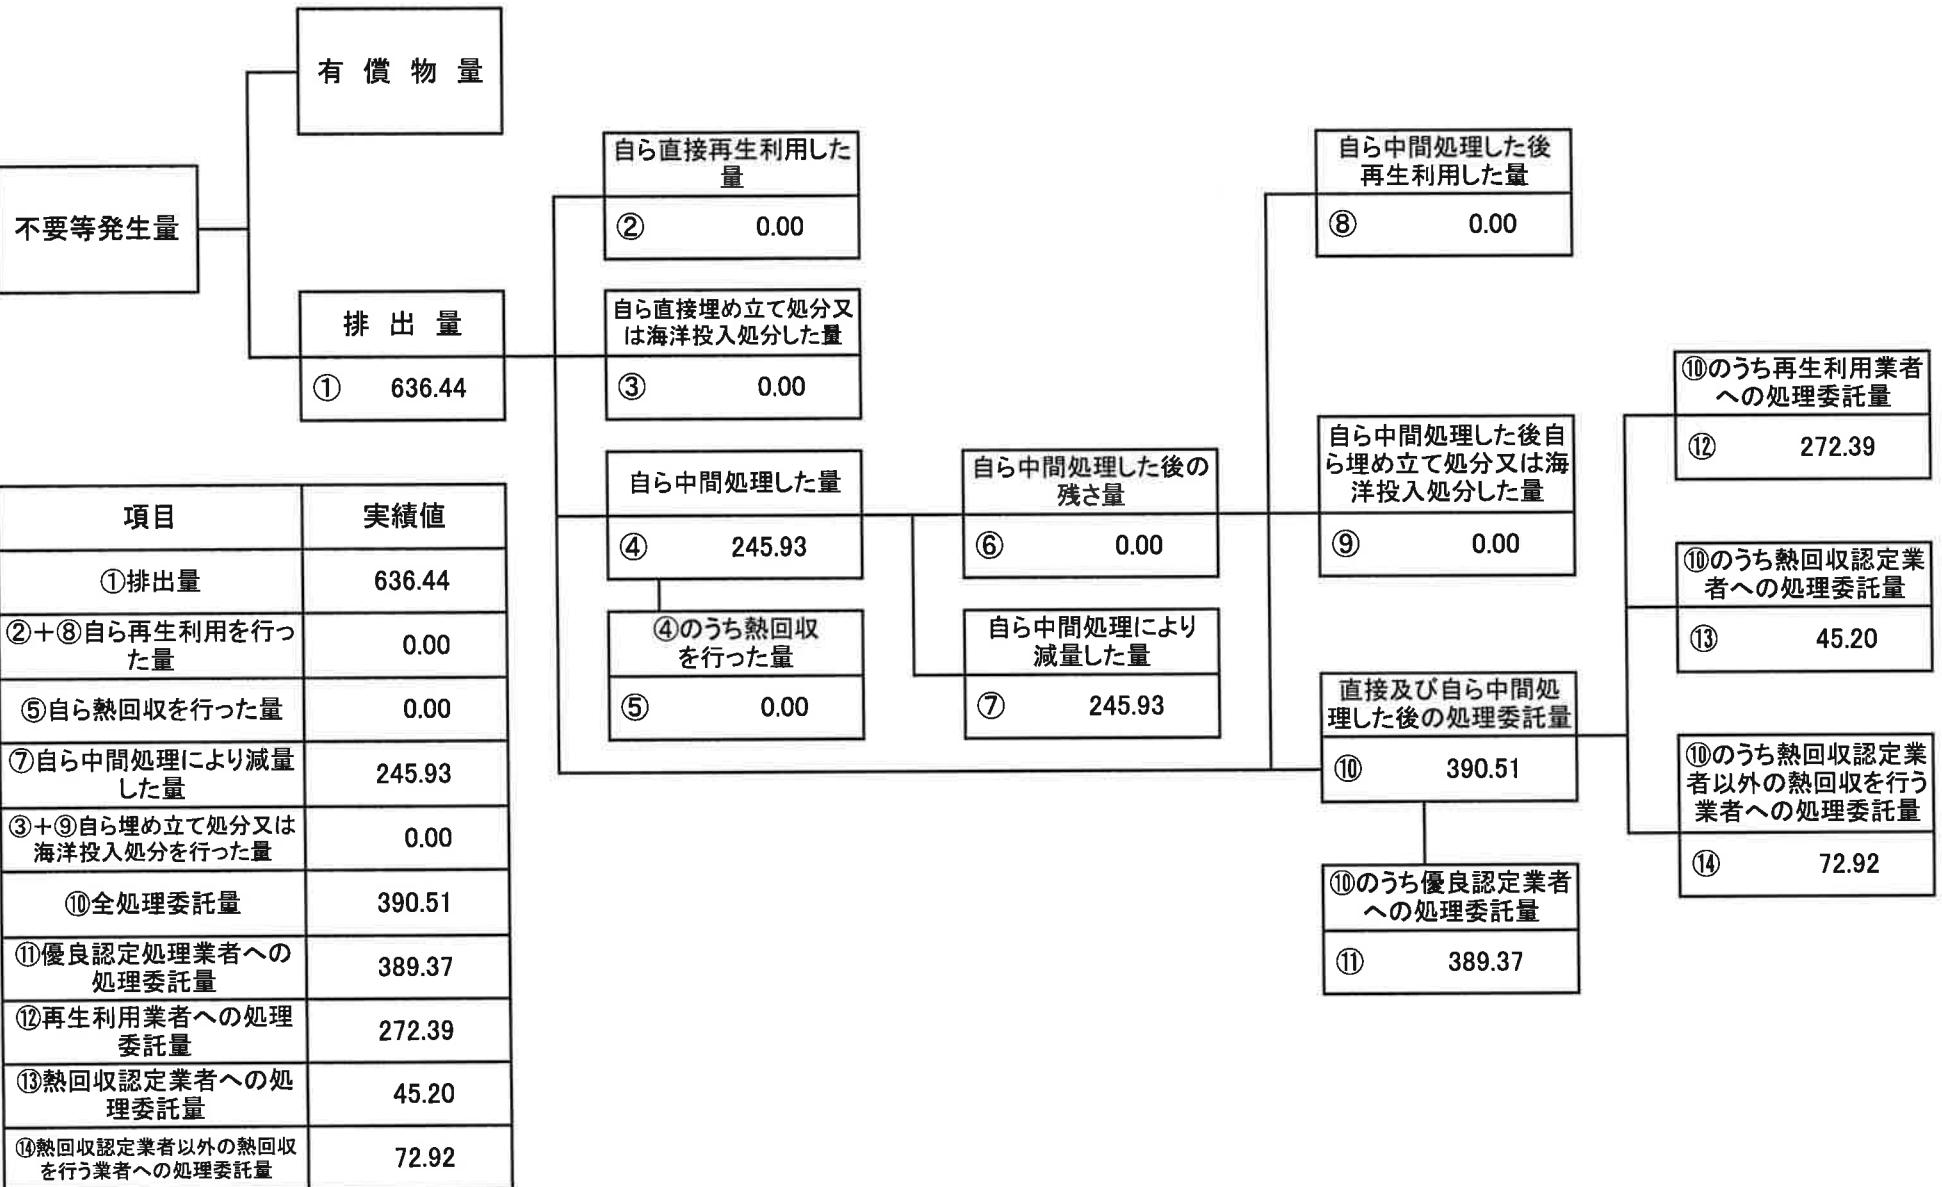 有 償 物 量
不要等発生量
排 出 量
① 636.44
自ら直接再生利用した
量
② 0.00
自ら直接埋め立て処分又
は海洋投入処分した量
③ 0.00
自ら中間処理した量
④ 245.93
④のうち熱回収
を行った量
⑤ 0.00
自ら中間処理した後の
残さ量
⑥ 0.00
自ら中間処理により
減量した量
⑦ 245.93
自ら中間処理した後
再生利用した量
⑧ 0.00
自ら中間処理した後自
ら埋め立て処分又は海
洋投入処分した量
⑨ 0.00
直接及び自ら中間処
理した後の処理委託量
⑩ 390.51
⑩のうち優良認定業者
への処理委託量
⑪ 389.37
⑩のうち再生利用業者
への処理委託量
⑫ 272.39
⑩のうち熱回収認定業
者への処理委託量
⑬ 45.20
⑩のうち熱回収認定業
者以外の熱回収を行う
業者への処理委託量
⑭ 72.92
項目 実績値
①排出量 636.44
②+⑧自ら再生利用を行っ
た量 0.00
⑤自ら熱回収を行った量 0.00
⑦自ら中間処理により減量
した量 245.93
③+⑨自ら埋め立て処分又は
海洋投入処分を行った量 0.00
⑩全処理委託量 390.51
⑪優良認定処理業者への
処理委託量 389.37
⑫再生利用業者への処理
委託量 272.39
⑬熱回収認定業者への処
理委託量 45.20
⑭熱回収認定業者以外の熱回収
を行う業者への処理委託量 72.92